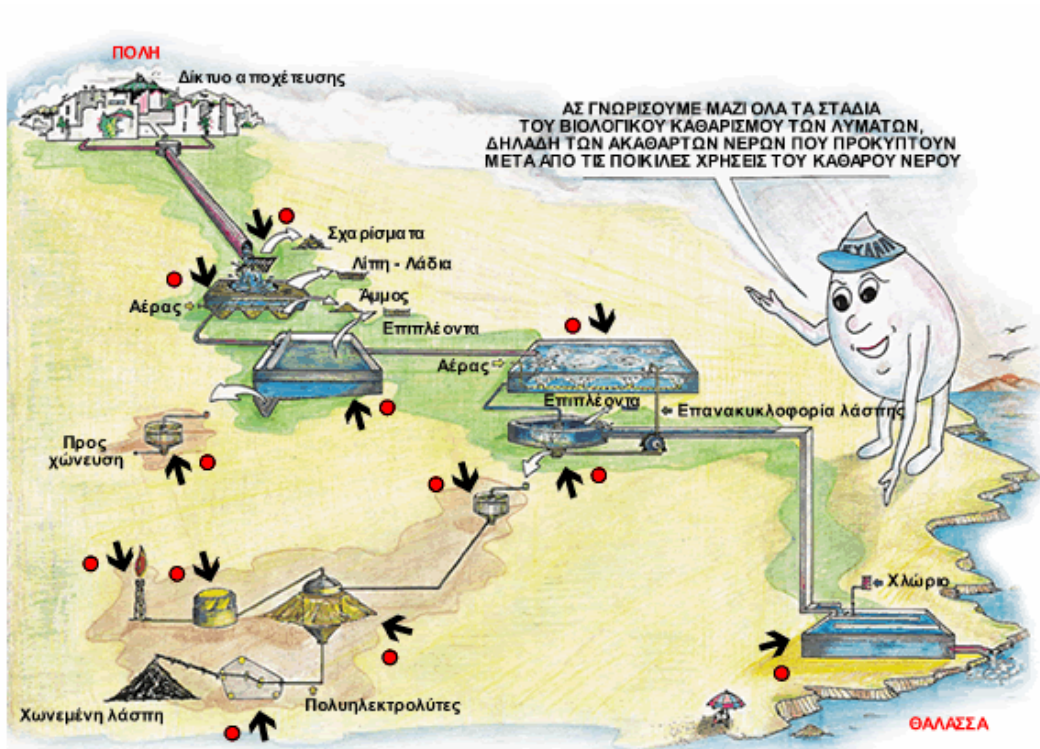 ΠΟΛΗ
Δίκτυο αποχέτευσης
ΑΣ ΓΝΩΡΙΣΟΥΜΕ ΜΑΖΙ ΟΛΑ ΤΑ ΣΤΑΔΙΑ
ΤΟΥ ΒΙΟΛΟΓΙΚΟΥ ΚΑΘΑΡΙΣΜΟΥ ΤΩΝ ΛΥΜΑΤΩΝ,
ΔΗΛΑΔΗ ΤΩΝ ΑΚΑΘΑΡΤΩΝ ΝΕΡΩΝ ΠΟΥ ΠΡΟΚΥΠΤΟΥΝ
ΜΕΤΑ ΑΠΟ ΤΙΣ ΠΟΙΚΙΛΕΣ ΧΡΗΣΕΙΣ ΤΟΥ ΚΑΘΑΡΟΥ ΝΕΡΟΥ
ΕΥΔΑΠ
Σχαρίσματα
Λίπη - Λάδια
Αέρας
Άμμος
Επιπλέοντα
Αέρας
Επιπλέοντα
Επανακυκλοφορία λάσπης
Προς
χώνευση
Χλώριο
Χωνεμένη λάσπη
Πολυηλεκτρολύτες
ΘΑΛΑΣΣΑ